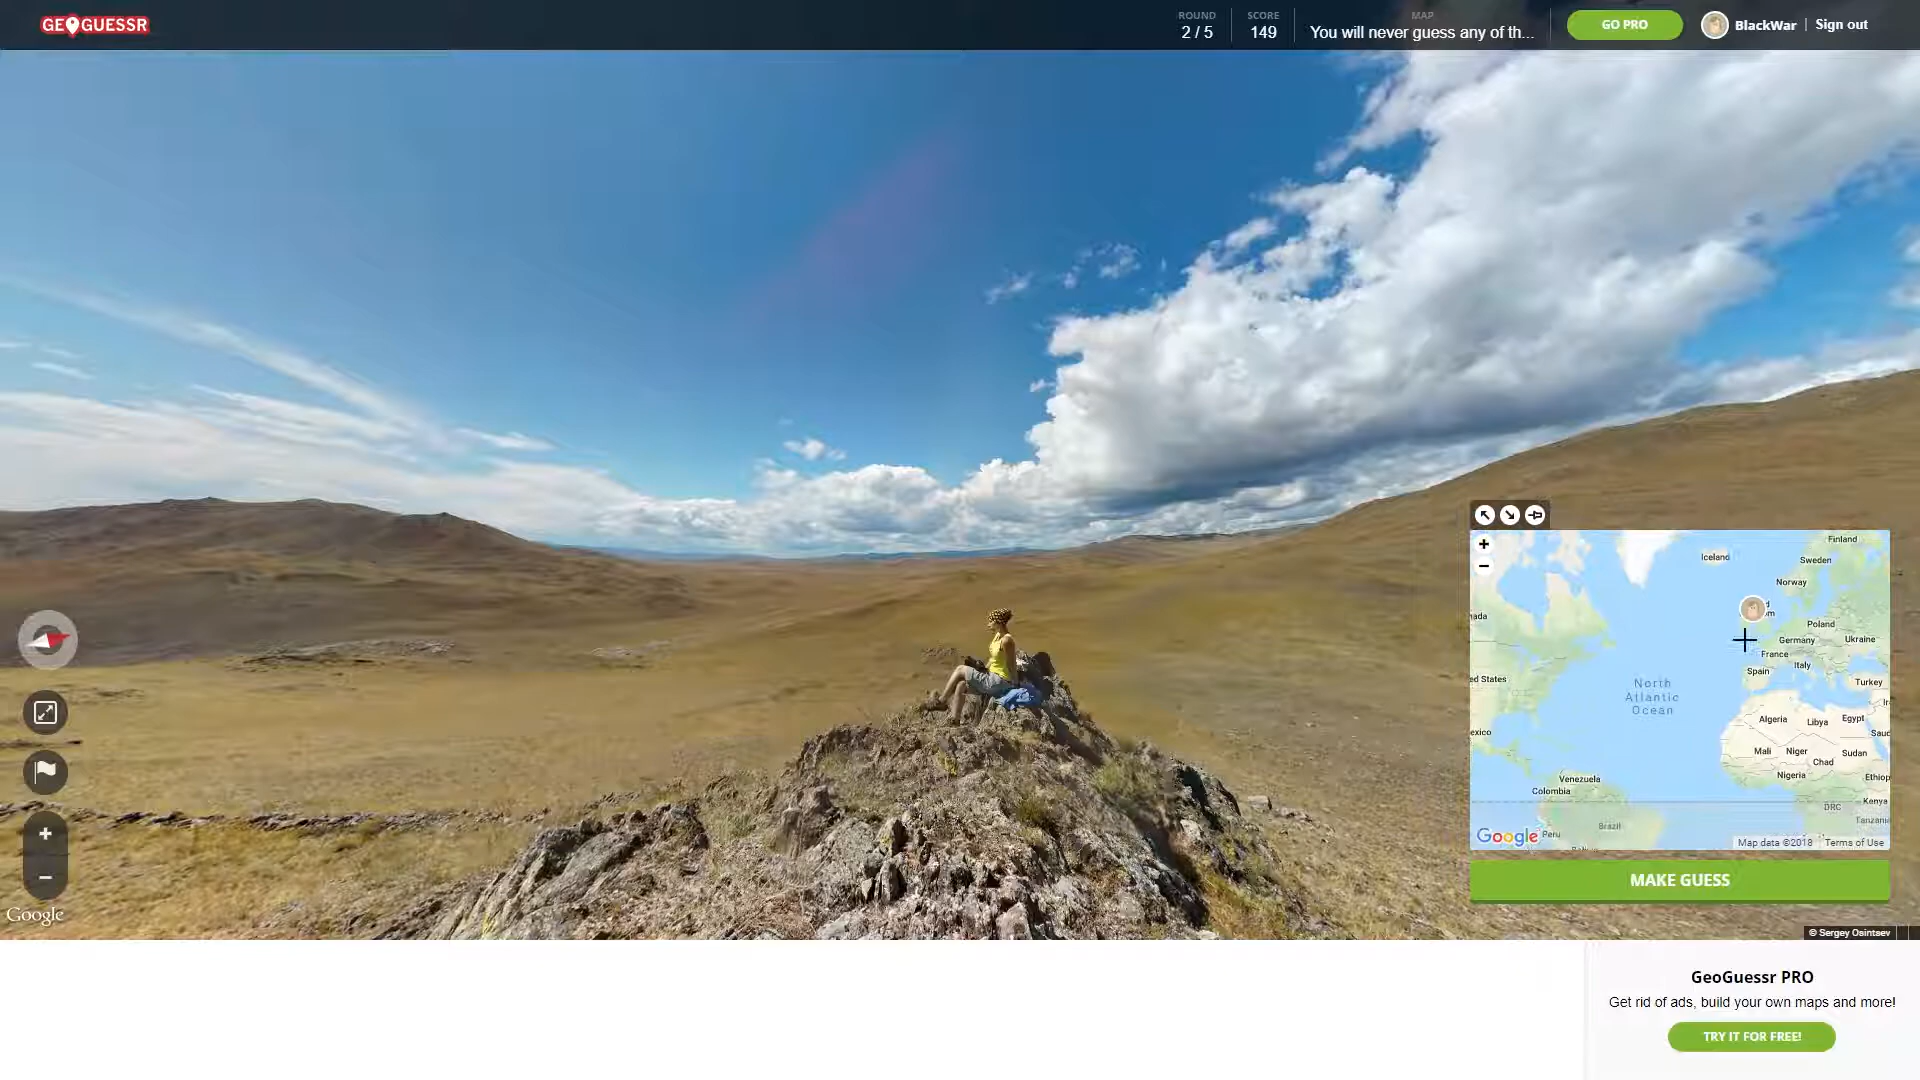 GEOGUESSR
ROUND
2 / 5
SCORE
149
MAP
You will never guess any of th...
GO PRO
BlackWar
Sign out
Iceland
Finland
Sweden
Norway
Poland
Germany
Ukraine
France
Italy
Spain
Turkey
ed States
North
Atlantic
Ocean
Algeria
Libya
Egypt
Mali
Niger
Sudan
Chad
Nigeria
Ethiop
Venezuela
Colombia
DRC
Kenya
Tanzani
Peru
Brazil
Google
Map data ©2018
Terms of Use
MAKE GUESS
Google
© Sergey Osintsev
GeoGuessr PRO
Get rid of ads, build your own maps and more!
TRY IT FOR FREE!